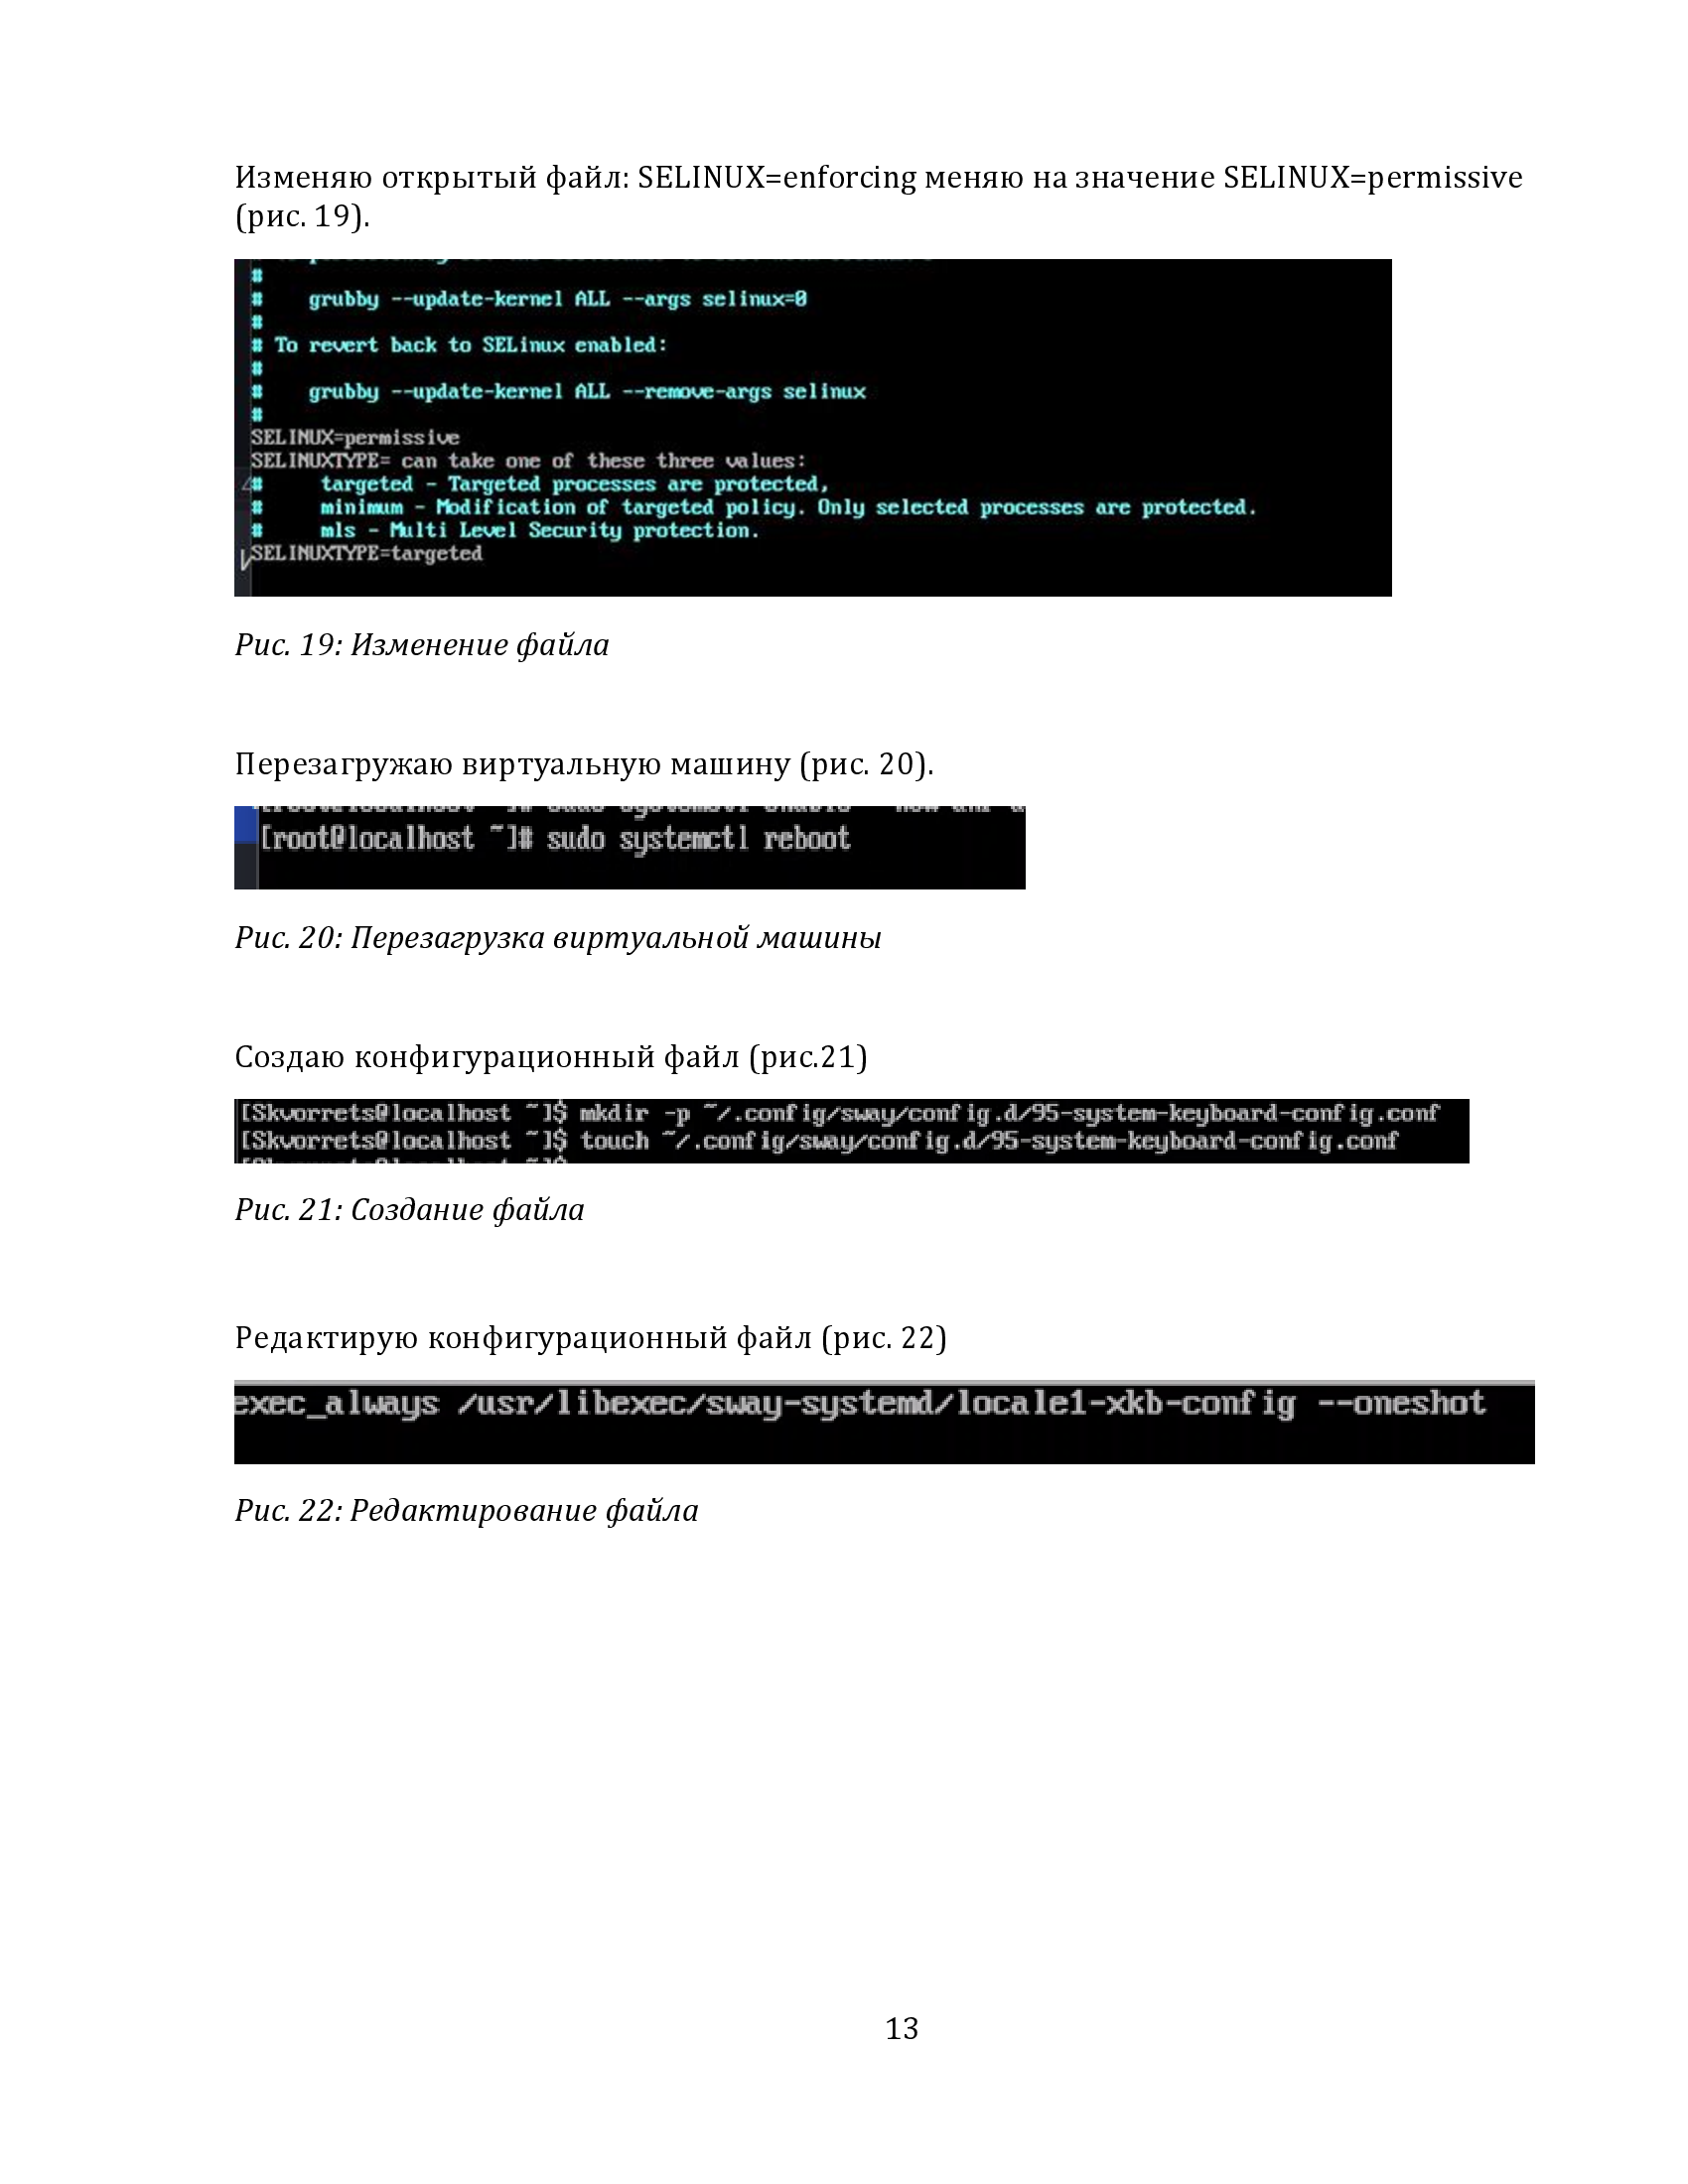 Изменяю открытый файл: SELINUX=enforcing меняю на значение SELINUX=permissive
(рис. 19).
#
#    grubby --update-kernel ALL --args selinux=0
#
# To revert back to SELinux enabled:
#
#    grubby --update-kernel ALL --remove-args selinux
#
SELINUX=permissive
SELINUXTYPE= can take one of these three values:
#     targeted - Targeted processes are protected,
#     minimum - Modification of targeted policy. Only selected processes are protected.
#     mls - Multi Level Security protection.
SELINUXTYPE=targeted
Рис. 19: Изменение файла
Перезагружаю виртуальную машину (рис. 20).
[root@localhost ~]# sudo systemctl reboot
Рис. 20: Перезагрузка виртуальной машины
Создаю конфигурационный файл (рис.21)
[Skvorrets@localhost ~]$ mkdir -p ~/.config/sway/config.d/95-system-keyboard-config.conf
[Skvorrets@localhost ~]$ touch ~/.config/sway/config.d/95-system-keyboard-config.conf
Рис. 21: Создание файла
Редактирую конфигурационный файл (рис. 22)
exec_always /usr/libexec/sway-systemd/locale1-xkb-config --oneshot
Рис. 22: Редактирование файла
13